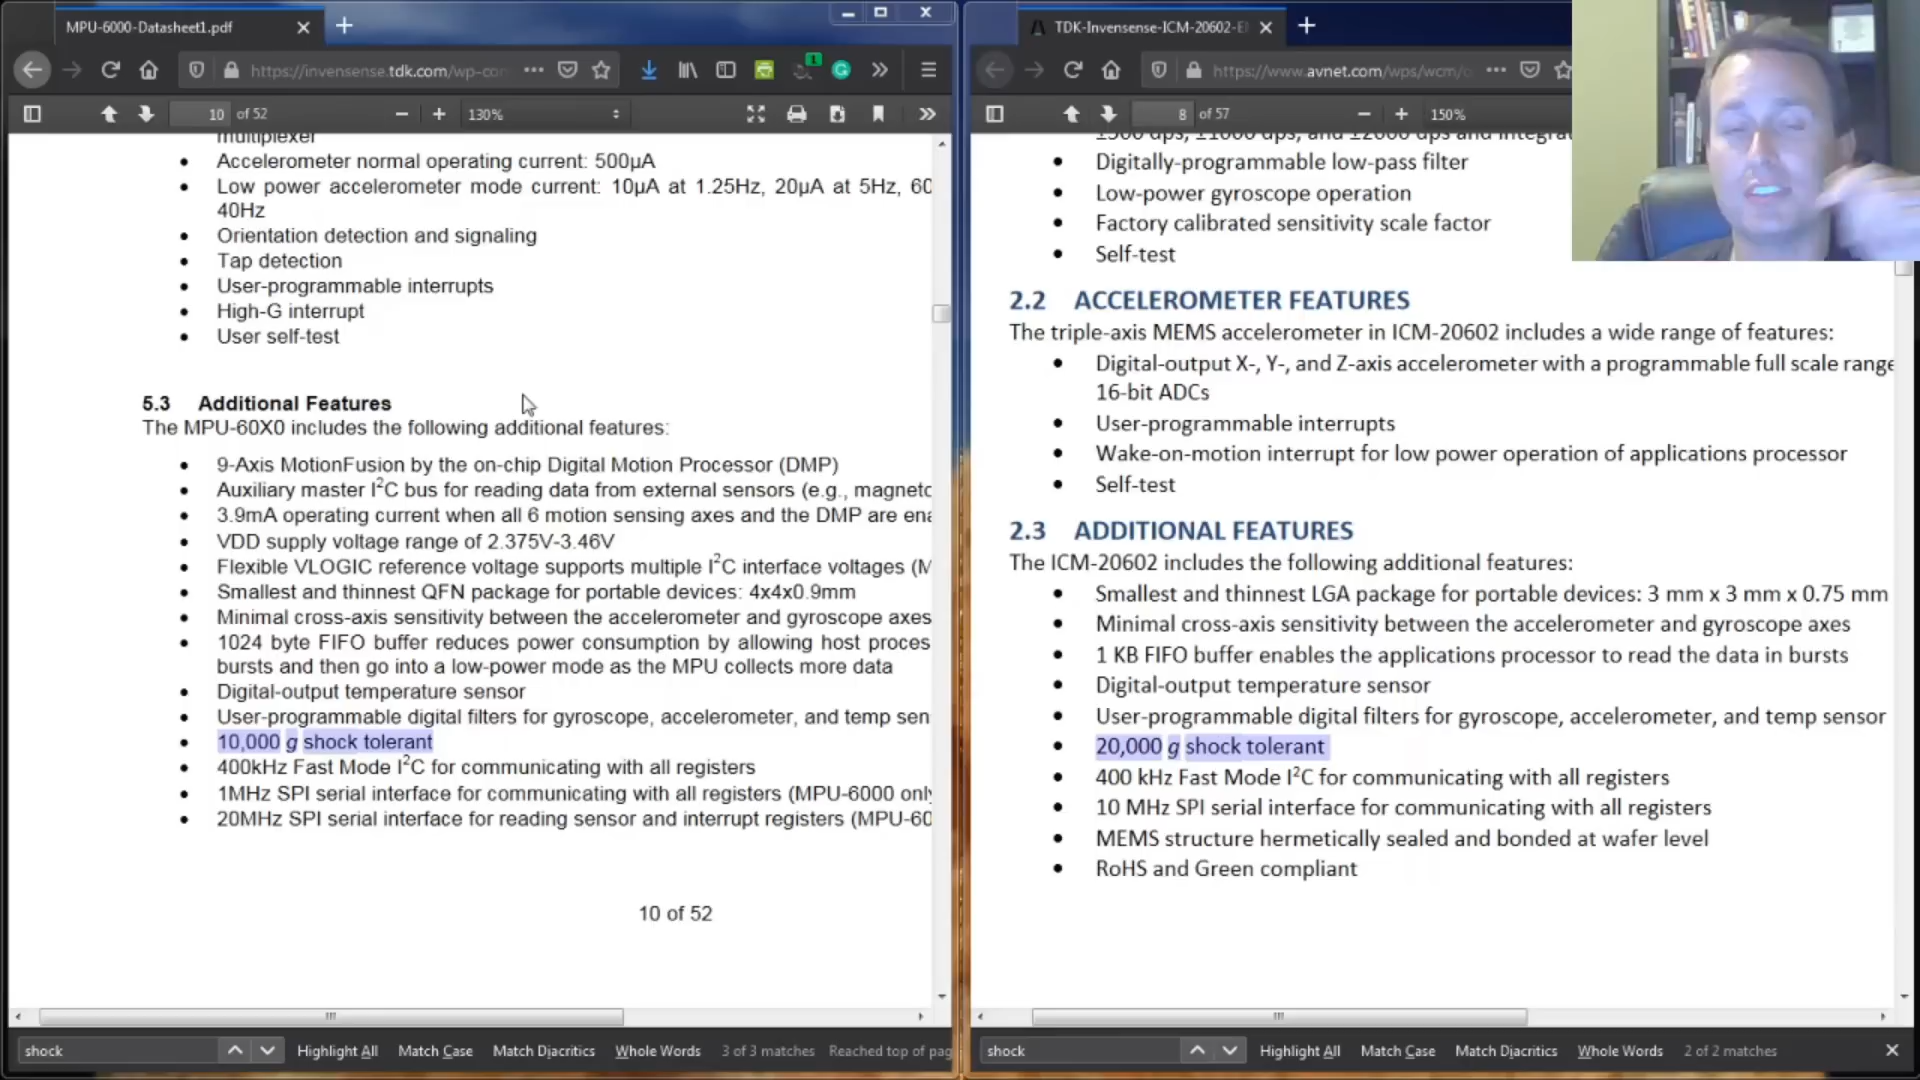 MPU-6000-Datasheet1.pdf
https://invensense.tdk.com/wp-con
10 of 52
130%
multiplexer
Accelerometer normal operating current: 500µA
Low power accelerometer mode current: 10µA at 1.25Hz, 20µA at 5Hz, 60
40Hz
Orientation detection and signaling
Tap detection
User-programmable interrupts
High-G interrupt
User self-test
5.3 Additional Features
The MPU-60X0 includes the following additional features:
9-Axis MotionFusion by the on-chip Digital Motion Processor (DMP)
Auxiliary master I²C bus for reading data from external sensors (e.g., magneto
3.9mA operating current when all 6 motion sensing axes and the DMP are ena
VDD supply voltage range of 2.375V-3.46V
Flexible VLOGIC reference voltage supports multiple I²C interface voltages (M
Smallest and thinnest QFN package for portable devices: 4x4x0.9mm
Minimal cross-axis sensitivity between the accelerometer and gyroscope axes
1024 byte FIFO buffer reduces power consumption by allowing host proces
bursts and then go into a low-power mode as the MPU collects more data
Digital-output temperature sensor
User-programmable digital filters for gyroscope, accelerometer, and temp sen
10,000 g shock tolerant
400kHz Fast Mode I²C for communicating with all registers
1MHz SPI serial interface for communicating with all registers (MPU-6000 only
20MHz SPI serial interface for reading sensor and interrupt registers (MPU-60
10 of 52
shock Highlight All Match Case Match Diacritics Whole Words 3 of 3 matches Reached top of pag
TDK-Invensense-ICM-20602-E
https://www.avnet.com/wps/wcm/
8 of 57
150%
±500 dps, ±1000 dps, and ±2000 dps and integra
Digitally-programmable low-pass filter
Low-power gyroscope operation
Factory calibrated sensitivity scale factor
Self-test
2.2 ACCELEROMETER FEATURES
The triple-axis MEMS accelerometer in ICM-20602 includes a wide range of features:
Digital-output X-, Y-, and Z-axis accelerometer with a programmable full scale range
16-bit ADCs
User-programmable interrupts
Wake-on-motion interrupt for low power operation of applications processor
Self-test
2.3 ADDITIONAL FEATURES
The ICM-20602 includes the following additional features:
Smallest and thinnest LGA package for portable devices: 3 mm x 3 mm x 0.75 mm
Minimal cross-axis sensitivity between the accelerometer and gyroscope axes
1 KB FIFO buffer enables the applications processor to read the data in bursts
Digital-output temperature sensor
User-programmable digital filters for gyroscope, accelerometer, and temp sensor
20,000 g shock tolerant
400 kHz Fast Mode I²C for communicating with all registers
10 MHz SPI serial interface for communicating with all registers
MEMS structure hermetically sealed and bonded at wafer level
RoHS and Green compliant
shock Highlight All Match Case Match Diacritics Whole Words 2 of 2 matches